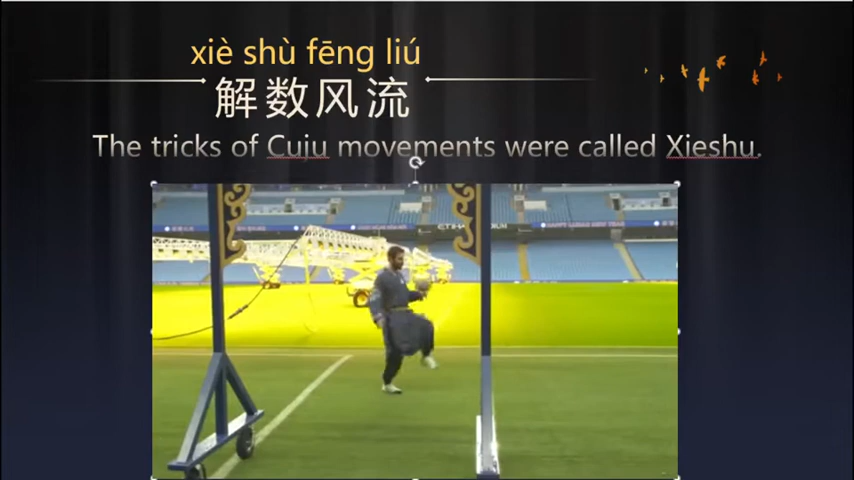 xiè shù fēng liú
解数风流
The tricks of Cuju movements were called Xieshu.